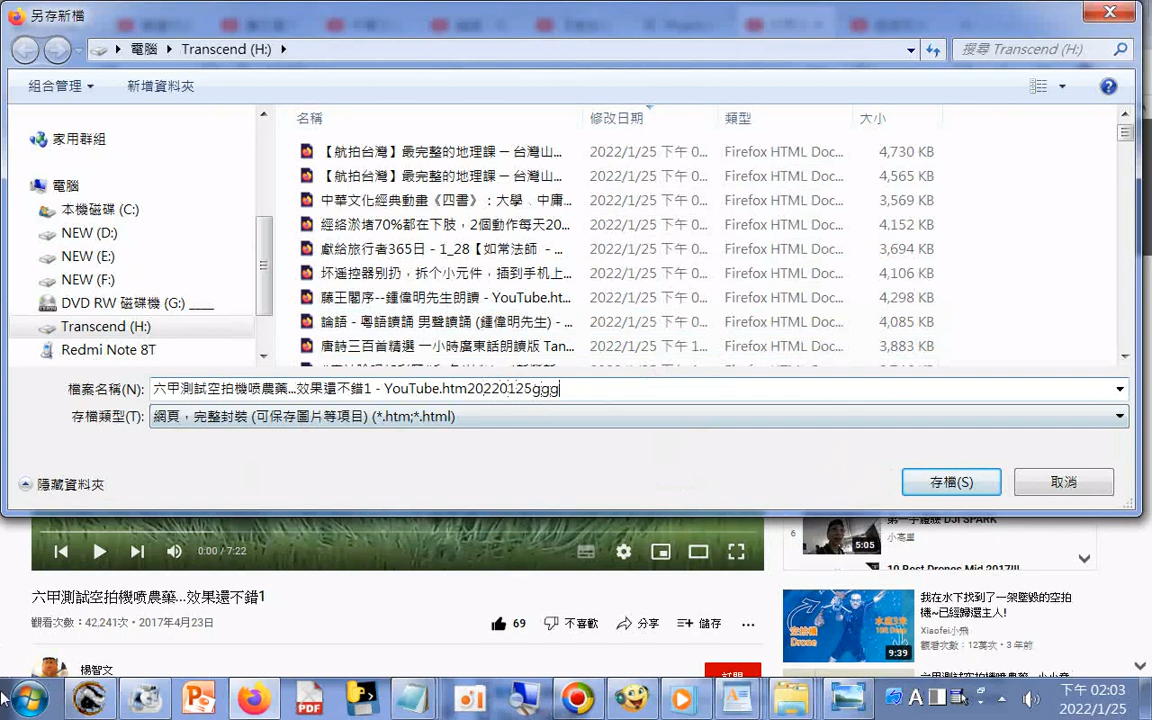 另存新檔
電腦 Transcend (H:)
搜尋 Transcend (H:)
組合管理
新增資料夾
名稱 修改日期 類型 大小
家用群組
電腦
本機磁碟 (C:)
NEW (D:)
NEW (E:)
NEW (F:)
DVD RW 磁碟機 (G:) ____
Transcend (H:)
Redmi Note 8T
【航拍台灣】最完整的地理課 — 台灣山... 2022/1/25 下午 0... Firefox HTML Doc... 4,730 KB
【航拍台灣】最完整的地理課 — 台灣山... 2022/1/25 下午 0... Firefox HTML Doc... 4,565 KB
中華文化經典動畫《四書》：大學、中庸... 2022/1/25 下午 0... Firefox HTML Doc... 3,569 KB
經絡淤堵70%都在下肢，2個動作每天20... 2022/1/25 下午 0... Firefox HTML Doc... 4,152 KB
獻給旅行者365日 - 1_28【如常法師 - ... 2022/1/25 下午 0... Firefox HTML Doc... 3,694 KB
坏遥控器别扔，拆个小元件，插到手机上... 2022/1/25 下午 0... Firefox HTML Doc... 4,106 KB
藤王閣序--鍾偉明先生朗讀 - YouTube.ht... 2022/1/25 下午 0... Firefox HTML Doc... 4,298 KB
論語 - 粵語讀誦 男聲讀誦 (鍾偉明先生) - ... 2022/1/25 下午 0... Firefox HTML Doc... 4,085 KB
唐詩三百首精選 一小時廣東話朗讀版 Tan... 2022/1/25 下午 1... Firefox HTML Doc... 3,883 KB
檔案名稱(N): 六甲測試空拍機噴農藥...效果還不錯1 - YouTube.htm20220125ggg
存檔類型(T): 網頁，完整封裝 (可保存圖片等項目) (*.htm;*.html)
隱藏資料夾
存檔(S)
取消
0:00 / 7:22
六甲測試空拍機噴農藥...效果還不錯1
觀看次數：42,241次・2017年4月23日
69 不喜歡 分享 儲存
楊智文
6
5:05
小高里
10 Best Drones Mid 2017!!!
空拍機
Drone
9:39
我在水下找到了一架墜毀的空拍
機~已經歸還主人!
Xiaofei小飛
觀看次數：12萬次・3 年前
PDF
A
下午 02:03
2022/1/25